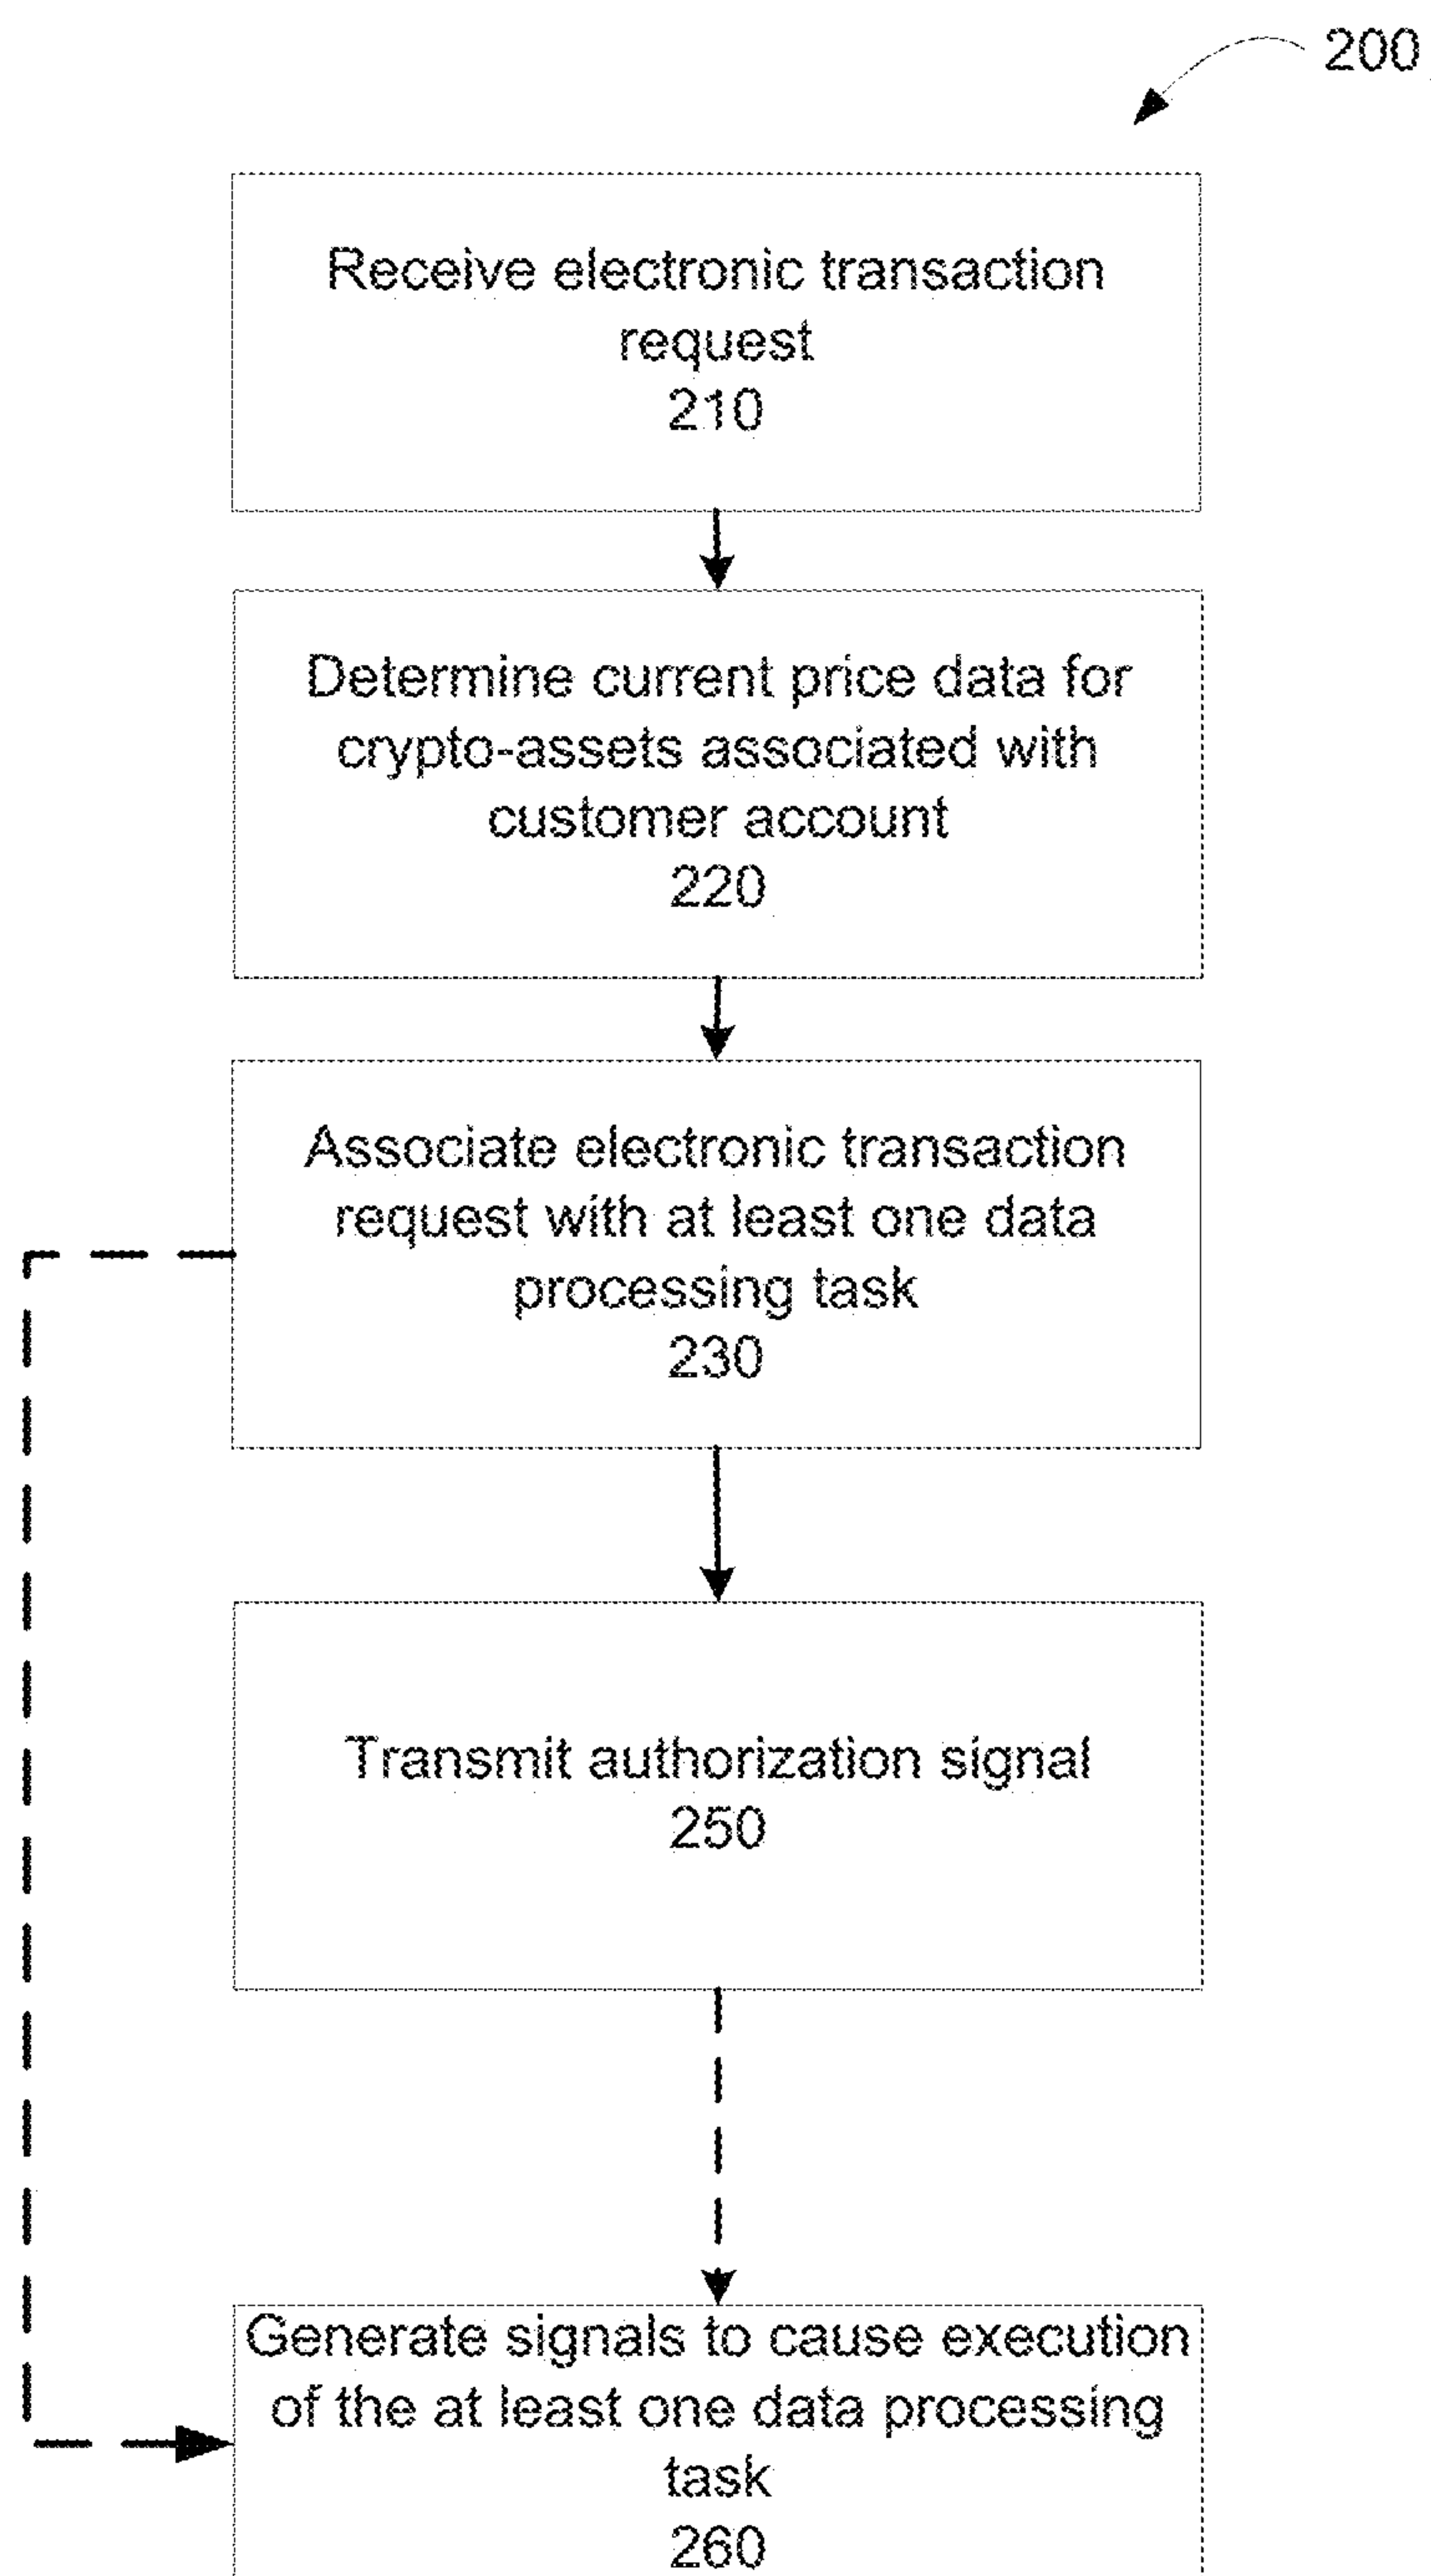 200
Receive electronic transaction
request
210
Determine current price data for
crypto-assets associated with
customer account
220
Associate electronic transaction
request with at least one data
processing task
230
Transmit authorization signal
250
Generate signals to cause execution
of the at least one data processing
task
260